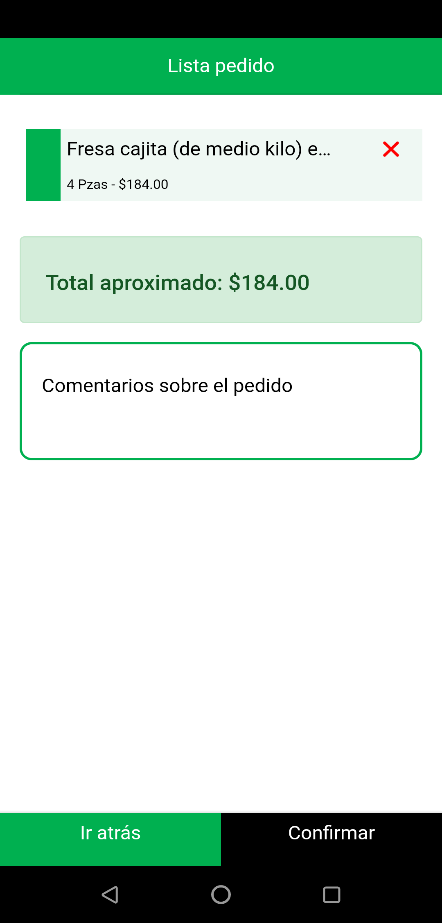 Lista pedido
Fresa cajita (de medio kilo) e...
4 Pzas - $184.00
Total aproximado: $184.00
Comentarios sobre el pedido
Ir atrás
Confirmar